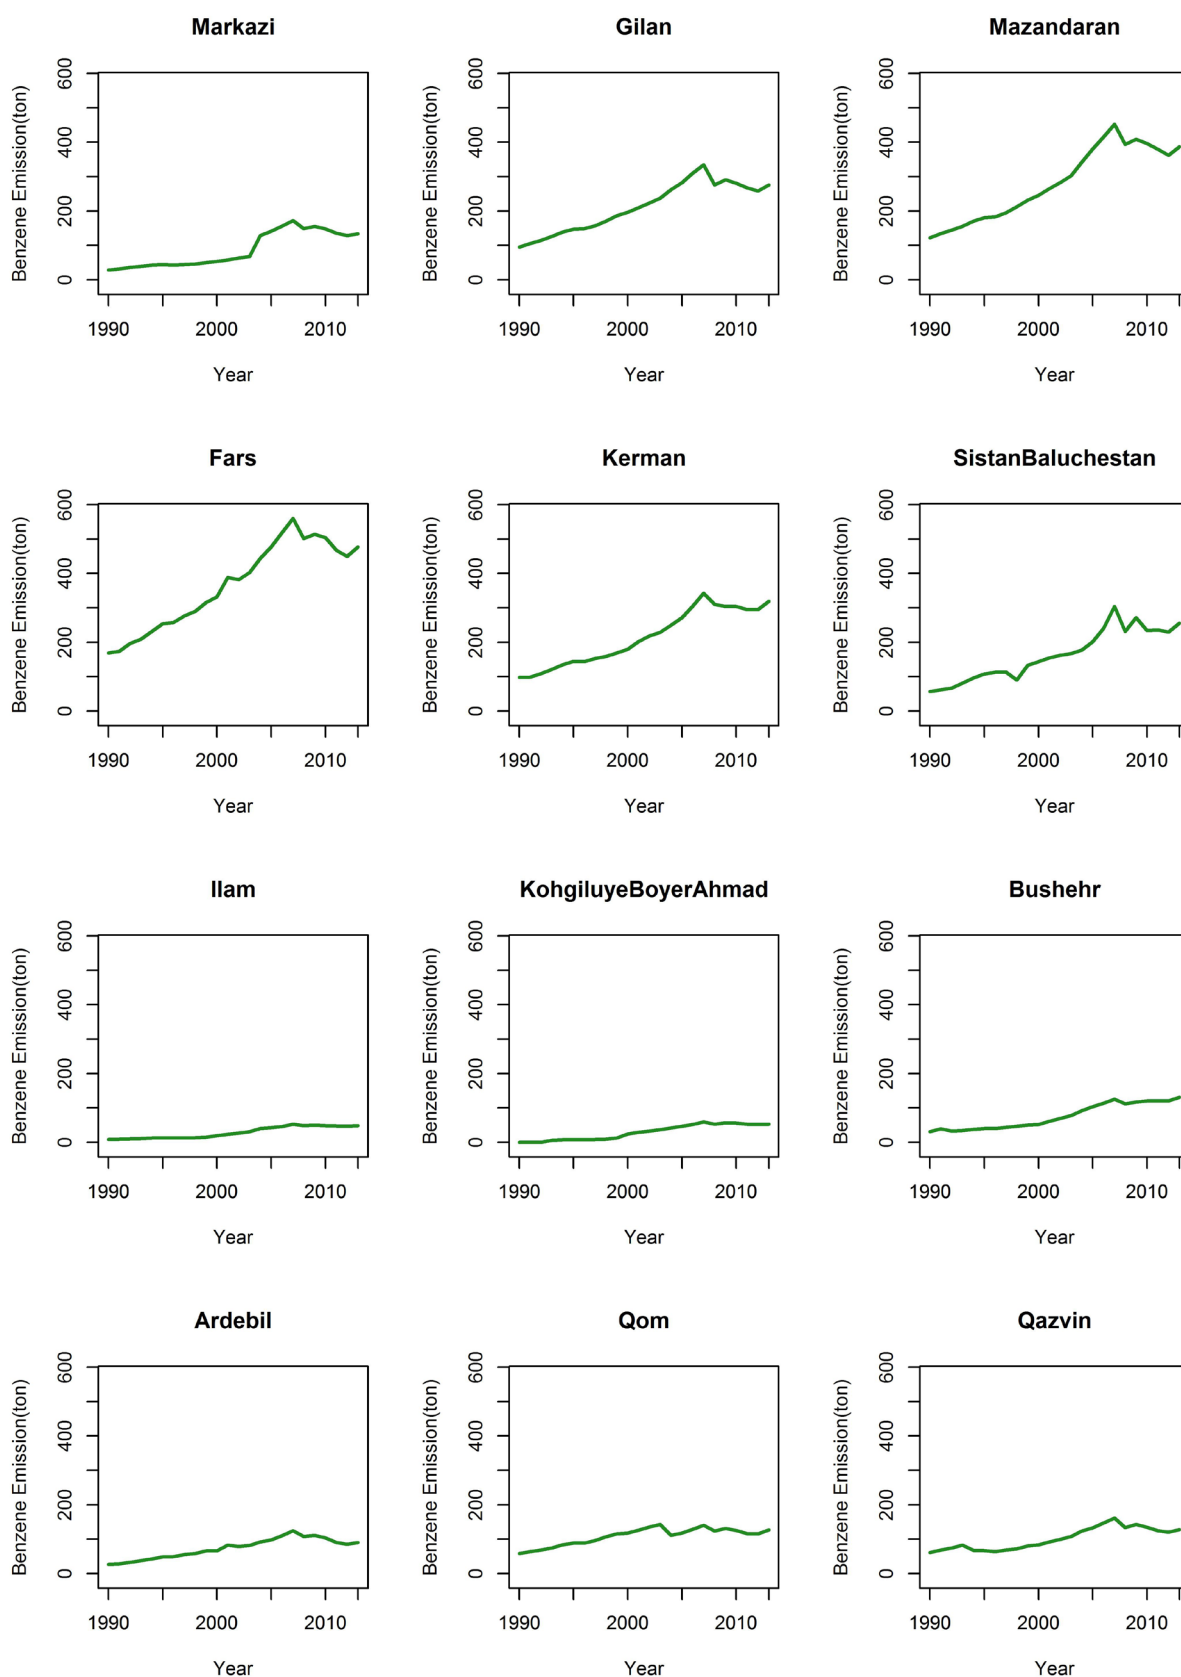 Markazi
Gilan
Mazandaran
Benzene Emission(ton)
600
400
200
0
1990
2000
2010
Year
Benzene Emission(ton)
600
400
200
0
1990
2000
2010
Year
Benzene Emission(ton)
600
400
200
0
1990
2000
2010
Year
Fars
Kerman
SistanBaluchestan
Benzene Emission(ton)
600
400
200
0
1990
2000
2010
Year
Benzene Emission(ton)
600
400
200
0
1990
2000
2010
Year
Benzene Emission(ton)
600
400
200
0
1990
2000
2010
Year
Ilam
KohgiluyeBoyerAhmad
Bushehr
Benzene Emission(ton)
600
400
200
0
1990
2000
2010
Year
Benzene Emission(ton)
600
400
200
0
1990
2000
2010
Year
Benzene Emission(ton)
600
400
200
0
1990
2000
2010
Year
Ardebil
Qom
Qazvin
Benzene Emission(ton)
600
400
200
0
1990
2000
2010
Year
Benzene Emission(ton)
600
400
200
0
1990
2000
2010
Year
Benzene Emission(ton)
600
400
200
0
1990
2000
2010
Year